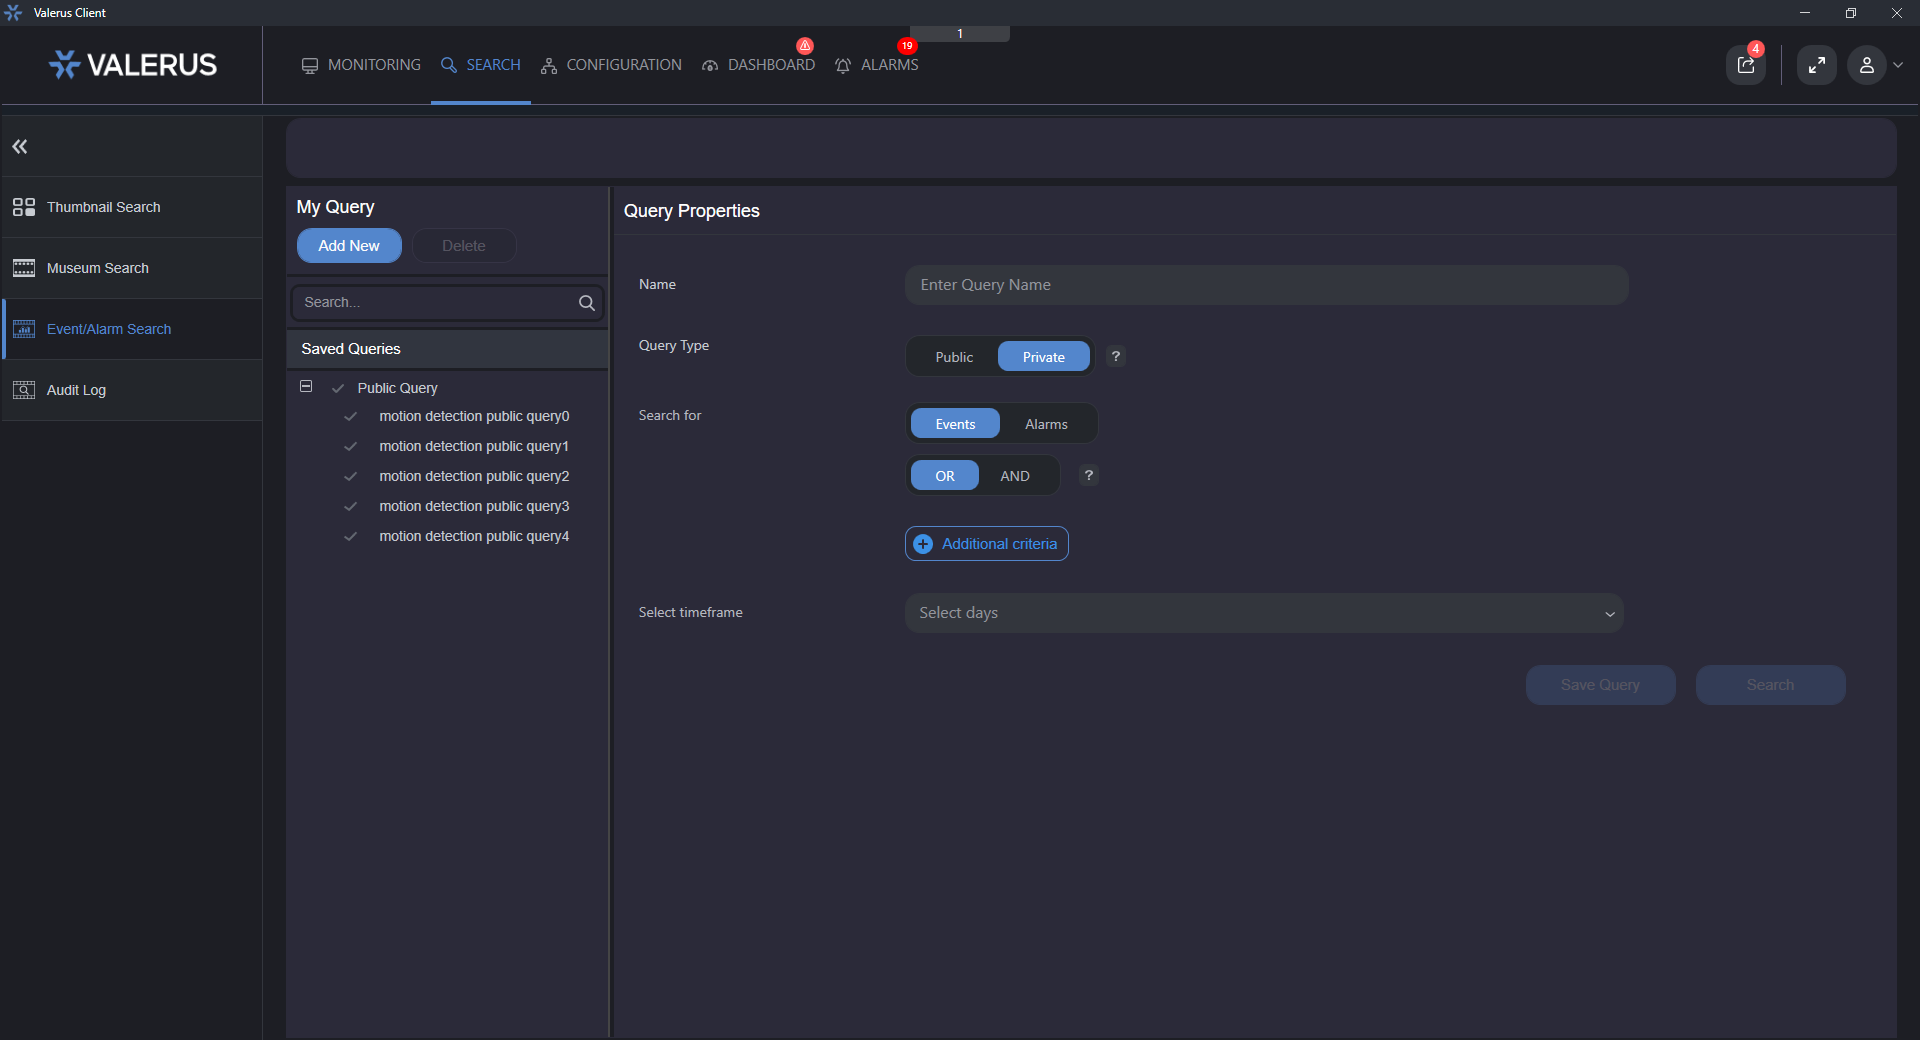 Valerus Client
1
VALERUS
MONITORING
SEARCH
CONFIGURATION
DASHBOARD
19
ALARMS
4
Thumbnail Search
Museum Search
Event/Alarm Search
Audit Log
My Query
Add New
Delete
Search...
Saved Queries
Public Query
motion detection public query0
motion detection public query1
motion detection public query2
motion detection public query3
motion detection public query4
Query Properties
Name
Enter Query Name
Query Type
Public
Private
?
Search for
Events
Alarms
OR
AND
?
Additional criteria
Select timeframe
Select days
Save Query
Search